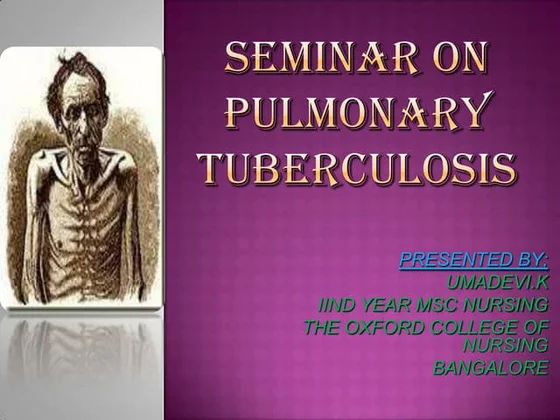 SEMINAR ON
PULMONARY
TUBERCULOSIS
PRESENTED BY:
UMADEVI.K
IIND YEAR MSC NURSING
THE OXFORD COLLEGE OF
NURSING
BANGALORE